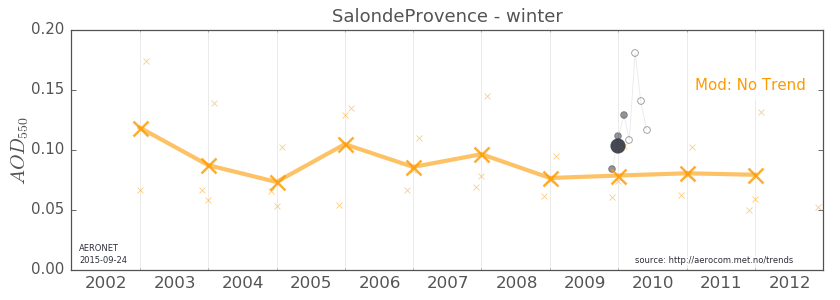 SalondeProvence - winter
0.20
0.15
0.10
0.05
0.00
AOD550
Mod: No Trend
AERONET
2015-09-24
source: http://aerocom.met.no/trends
2002 2003 2004 2005 2006 2007 2008 2009 2010 2011 2012